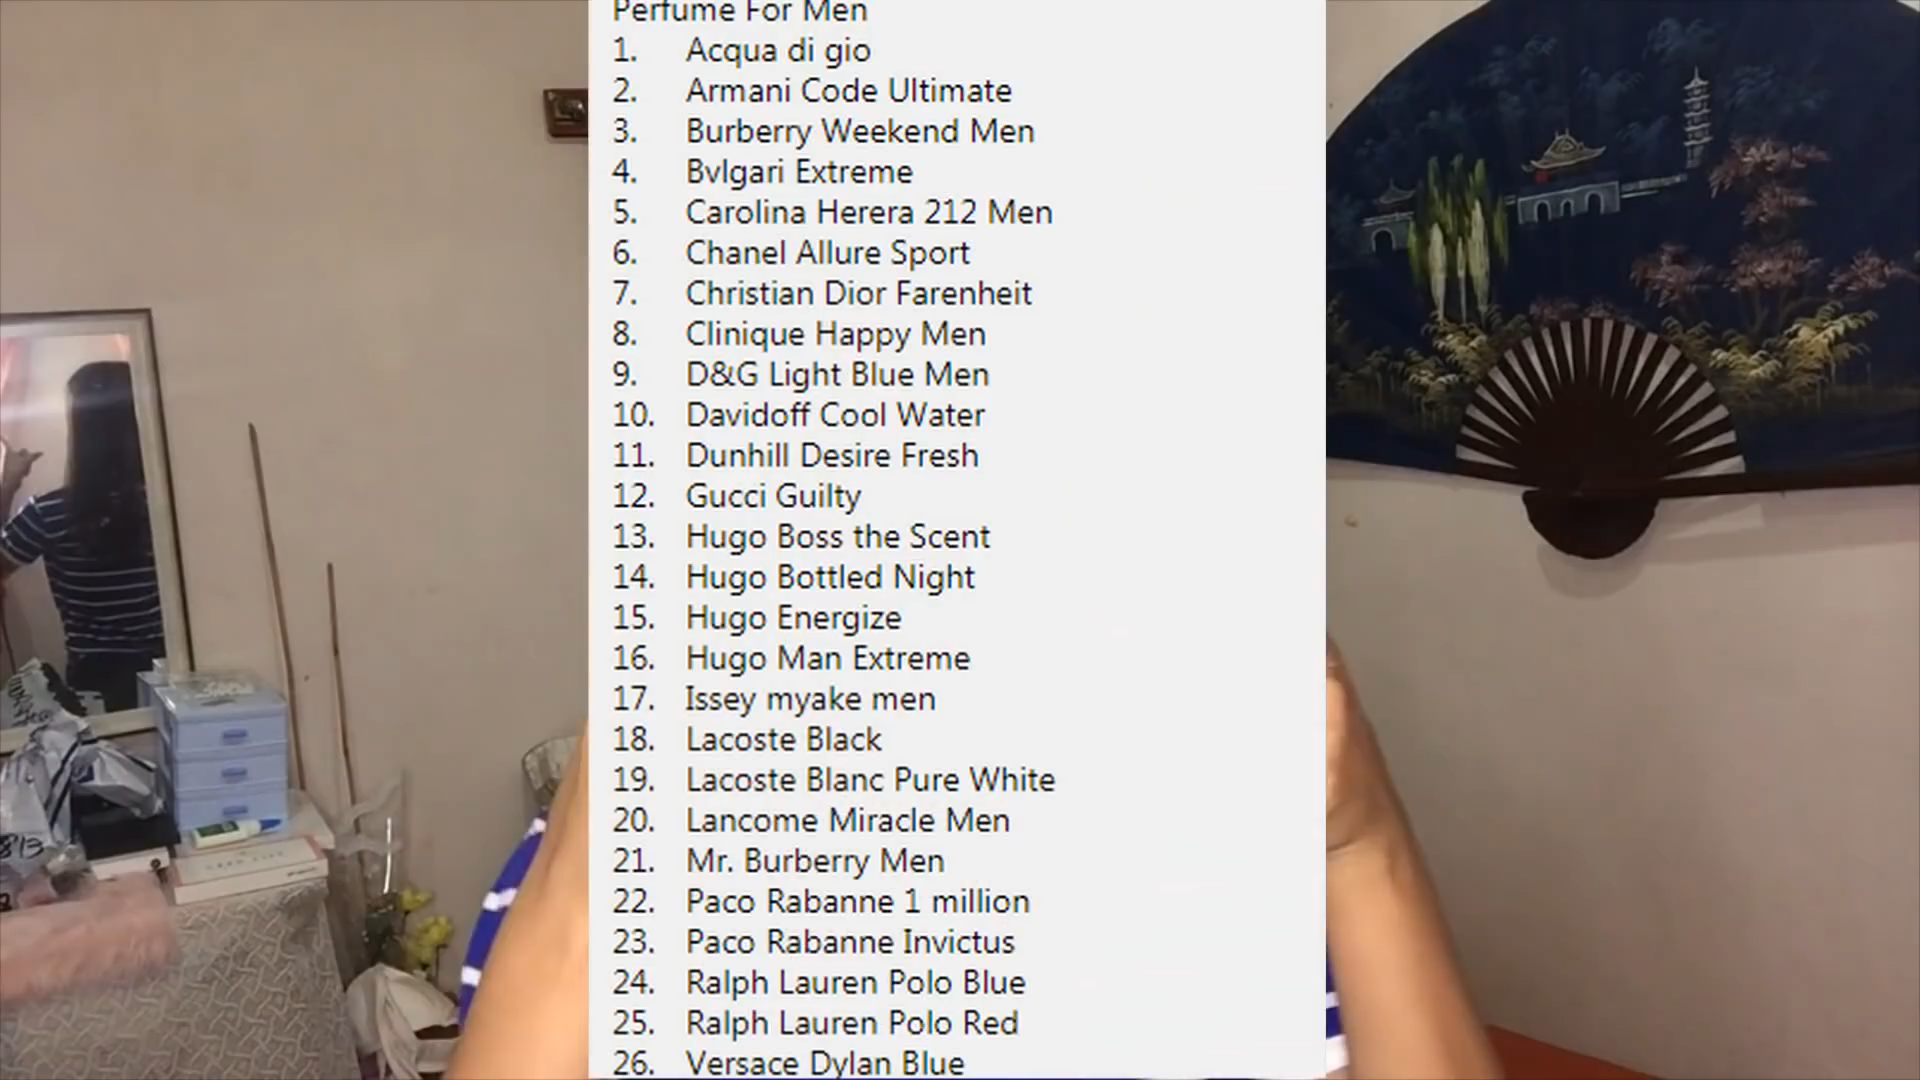 Perfume For Men
1. Acqua di gio
2. Armani Code Ultimate
3. Burberry Weekend Men
4. Bvlgari Extreme
5. Carolina Herera 212 Men
6. Chanel Allure Sport
7. Christian Dior Farenheit
8. Clinique Happy Men
9. D&G Light Blue Men
10. Davidoff Cool Water
11. Dunhill Desire Fresh
12. Gucci Guilty
13. Hugo Boss the Scent
14. Hugo Bottled Night
15. Hugo Energize
16. Hugo Man Extreme
17. Issey myake men
18. Lacoste Black
19. Lacoste Blanc Pure White
20. Lancome Miracle Men
21. Mr. Burberry Men
22. Paco Rabanne 1 million
23. Paco Rabanne Invictus
24. Ralph Lauren Polo Blue
25. Ralph Lauren Polo Red
26. Versace Dylan Blue